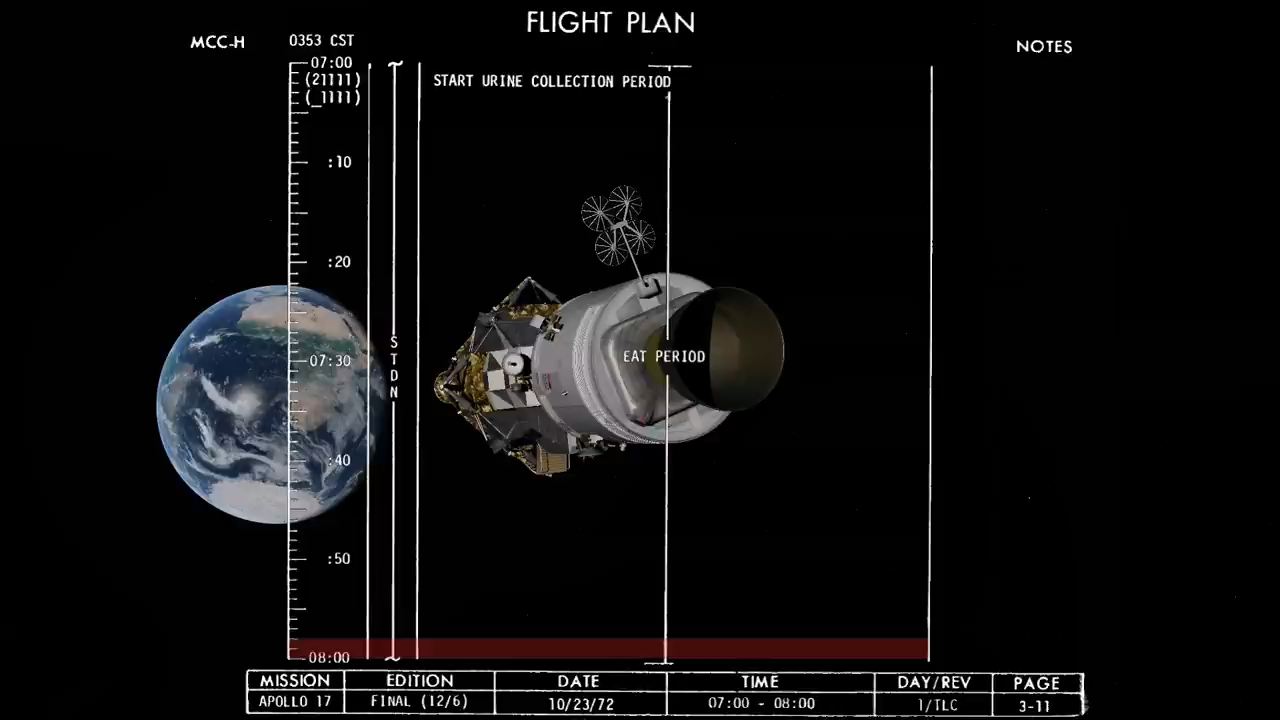 FLIGHT PLAN
MCC-H
0353 CST
NOTES
07:00
(21111)
(_1111)
START URINE COLLECTION PERIOD
:10
:20
07:30
STDN
EAT PERIOD
:40
:50
08:00
MISSION EDITION DATE TIME DAY/REV PAGE
APOLLO 17 FINAL (12/6) 10/23/72 07:00 - 08:00 1/TLC 3-11